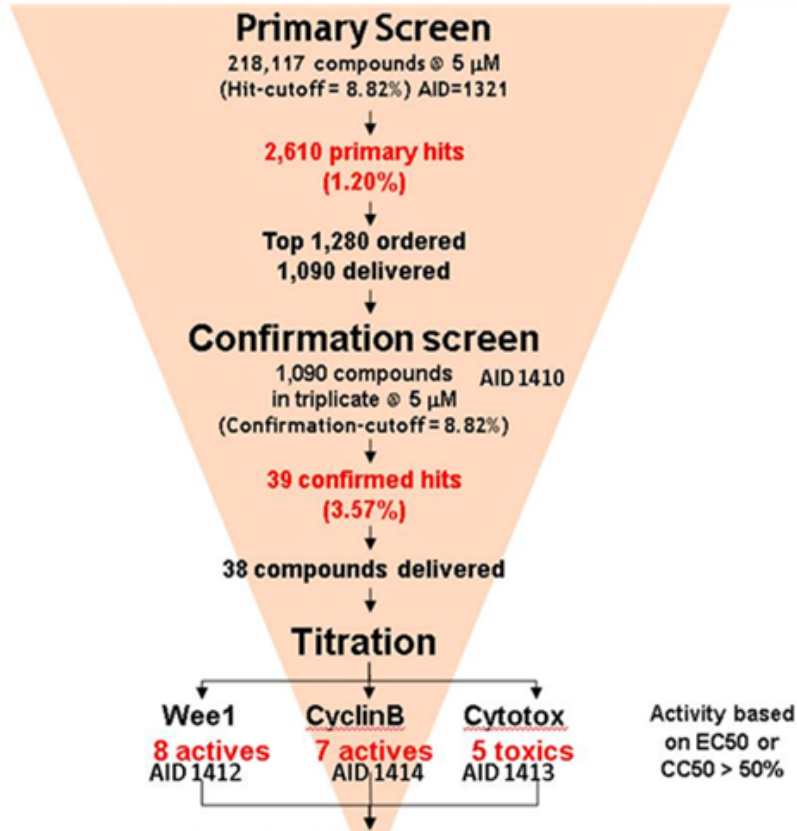 Primary Screen
218,117 compounds @ 5 µM
(Hit-cutoff = 8.82%) AID=1321
2,610 primary hits
(1.20%)
Top 1,280 ordered
1,090 delivered
Confirmation screen
1,090 compounds AID 1410
in triplicate @ 5 µM
(Confirmation-cutoff = 8.82%)
39 confirmed hits
(3.57%)
38 compounds delivered
Titration
Wee1 CyclinB Cytotox
8 actives 7 actives 5 toxics
AID 1412 AID 1414 AID 1413
Activity based
on EC50 or
CC50 > 50%